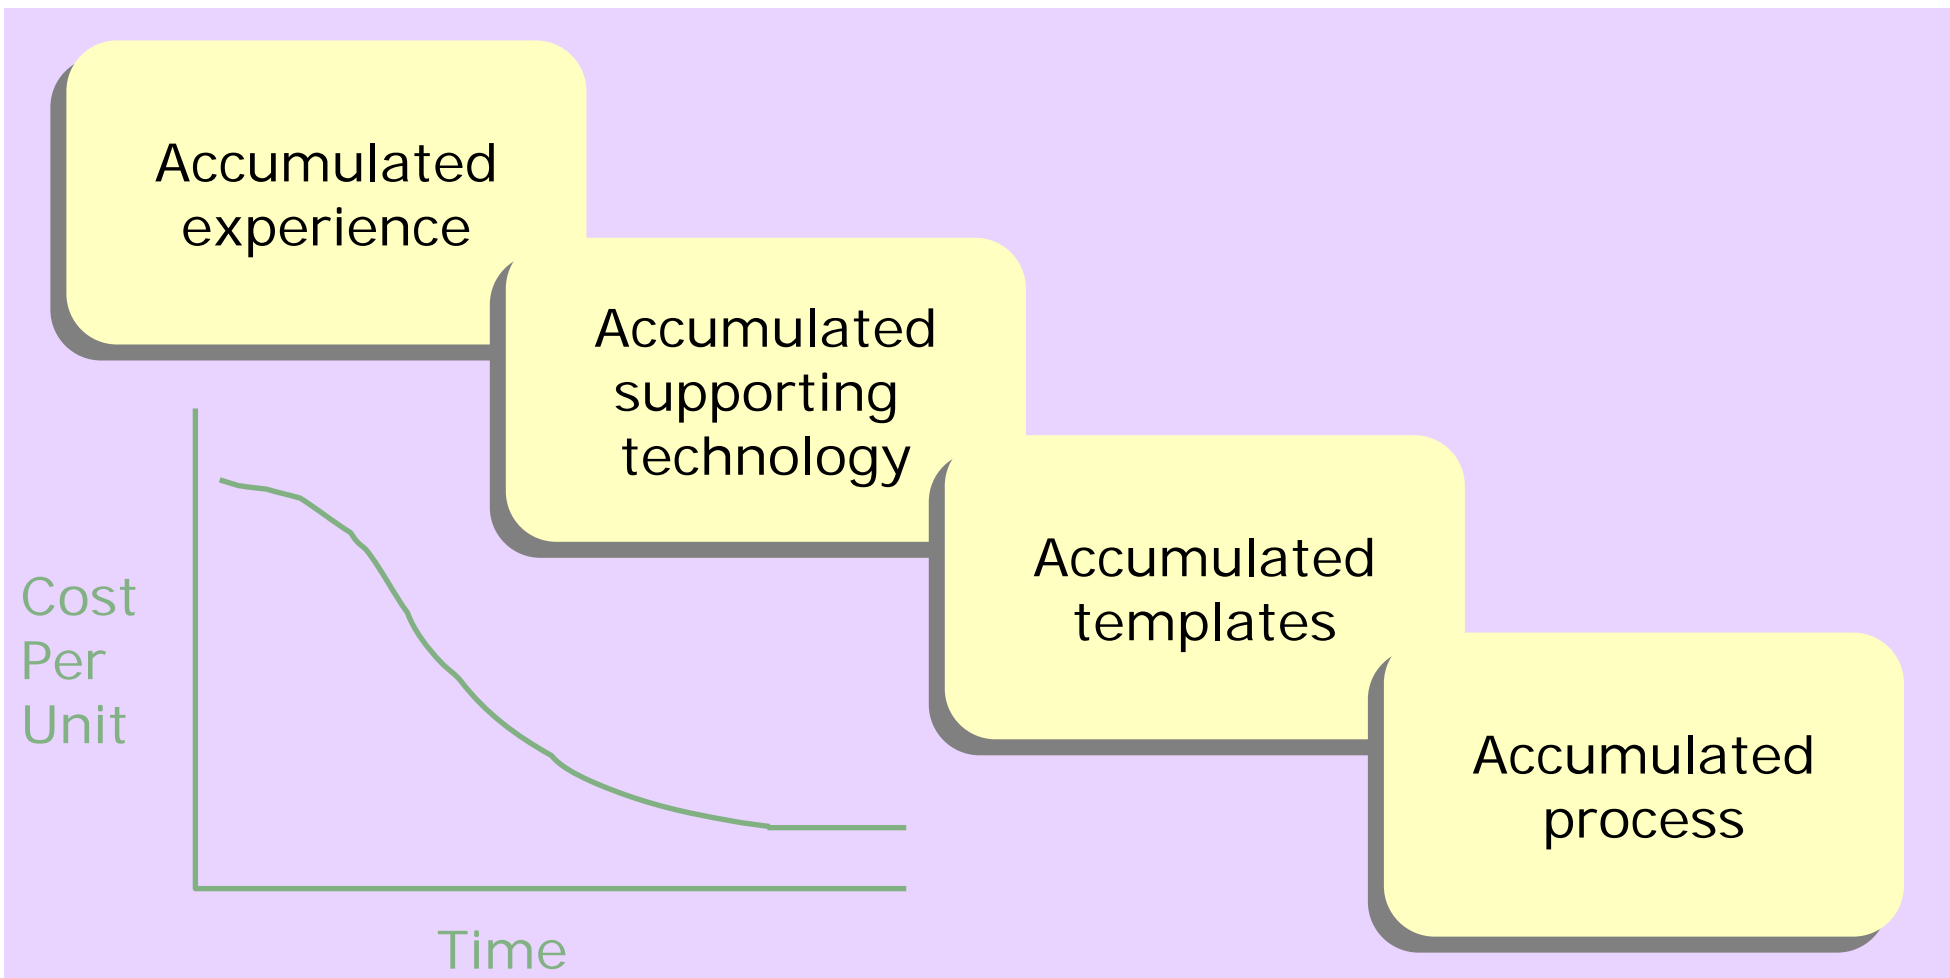 Accumulated
experience
Accumulated
supporting
technology
Accumulated
templates
Accumulated
process
Cost
Per
Unit
Time